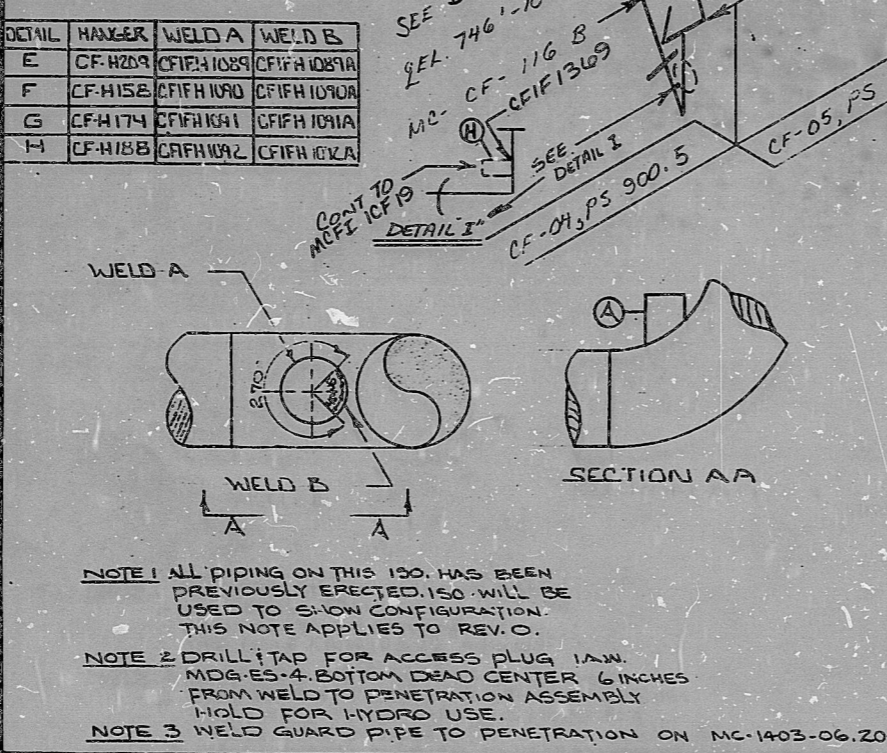 DETAIL HANGER WELD A WELD B
E CF-H209 CFIFH1089 CFIFH1089A
F CF-H158 CFIFH1090 CFIFH1090A
G CF-H174 CFIFH1091 CFIFH1091A
H CF-H188 CFIFH1092
SEE
EL. 746'-10
MC- CF- 116 B
CFIF1369
H
SEE
DETAIL I
CONT TO
MCFI 1CF19
DETAIL "I"
CF-04, PS 900.5
CF-05, PS
WELD A
270°
WELD B
A A
A
SECTION AA
NOTE 1 ALL PIPING ON THIS ISO. HAS BEEN
PREVIOUSLY ERECTED. ISO. WILL BE
USED TO SHOW CONFIGURATION.
THIS NOTE APPLIES TO REV. O.
NOTE 2 DRILL & TAP FOR ACCESS PLUG I.A.W.
MDG-ES-4. BOTTOM DEAD CENTER 6 INCHES
FROM WELD TO PENETRATION ASSEMBLY
HOLD FOR HYDRO USE.
NOTE 3 WELD GUARD PIPE TO PENETRATION ON MC-1403-06.20